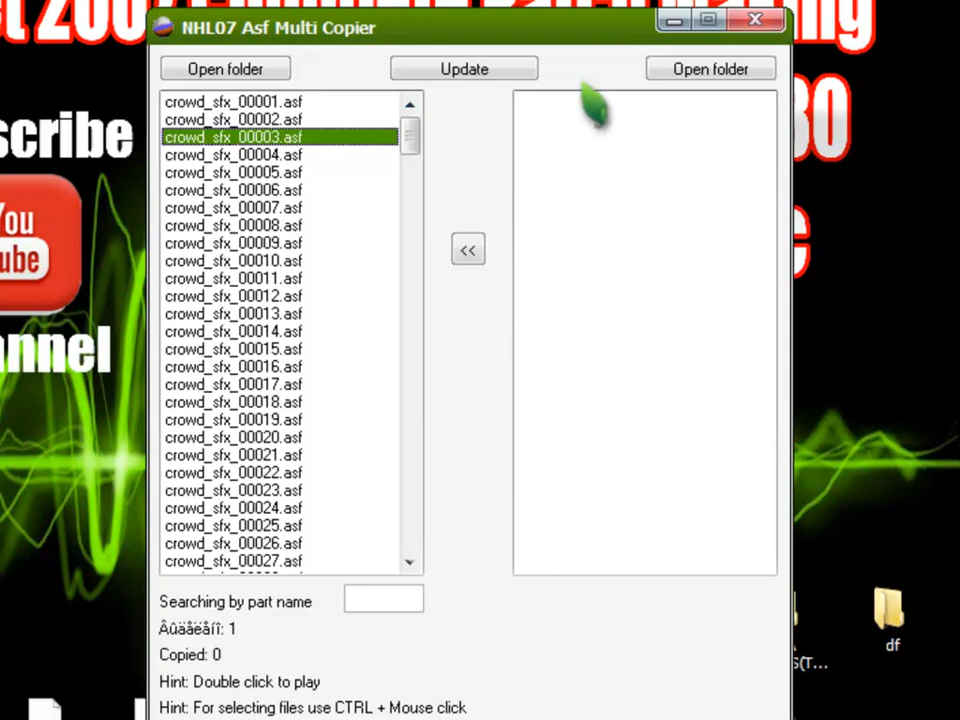 NHL07 Asf Multi Copier
Open folder
Update
Open folder
crowd_sfx_00001.asf
crowd_sfx_00002.asf
crowd_sfx_00003.asf
crowd_sfx_00004.asf
crowd_sfx_00005.asf
crowd_sfx_00006.asf
crowd_sfx_00007.asf
crowd_sfx_00008.asf
crowd_sfx_00009.asf
crowd_sfx_00010.asf
crowd_sfx_00011.asf
crowd_sfx_00012.asf
crowd_sfx_00013.asf
crowd_sfx_00014.asf
crowd_sfx_00015.asf
crowd_sfx_00016.asf
crowd_sfx_00017.asf
crowd_sfx_00018.asf
crowd_sfx_00019.asf
crowd_sfx_00020.asf
crowd_sfx_00021.asf
crowd_sfx_00022.asf
crowd_sfx_00023.asf
crowd_sfx_00024.asf
crowd_sfx_00025.asf
crowd_sfx_00026.asf
crowd_sfx_00027.asf
<<
Searching by part name
Âûäåëåíî: 1
Copied: 0
Hint: Double click to play
Hint: For selecting files use CTRL + Mouse click
scribe
You
ube
annel
df
S(T...